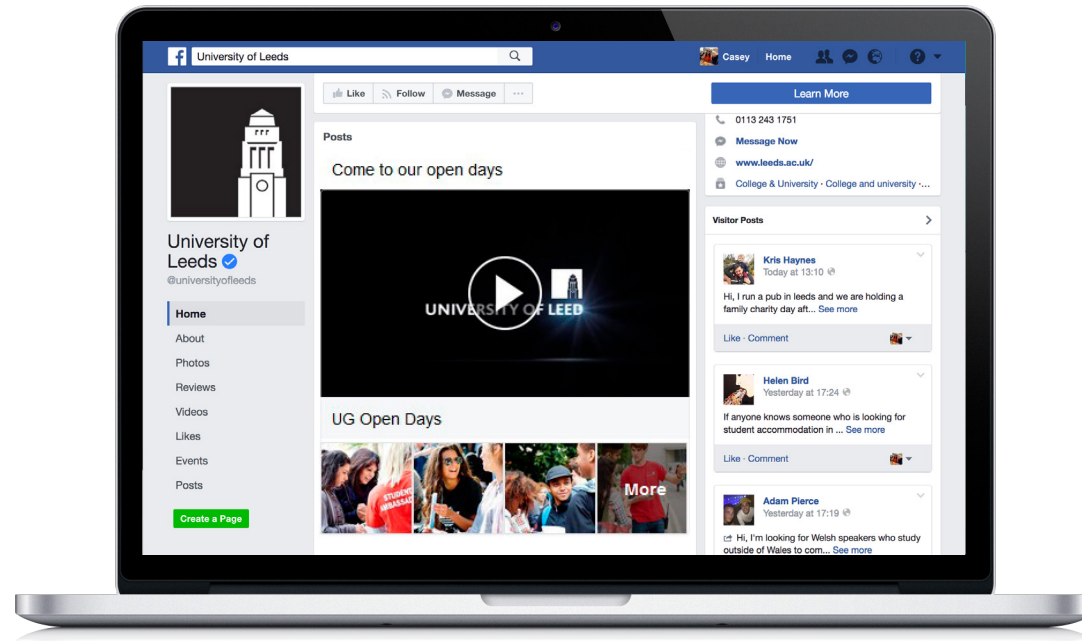 University of Leeds
Casey
Home
Like
Follow
Message
Learn More
University of
Leeds
@universityofleeds
Home
About
Photos
Reviews
Videos
Likes
Events
Posts
Create a Page
Posts
Come to our open days
UNIVERSITY OF LEED
UG Open Days
STUDENT
AMBASSAD
More
0113 243 1751
Message Now
www.leeds.ac.uk/
College & University · College and university ·...
Visitor Posts
Kris Haynes
Today at 13:10
Hi, I run a pub in leeds and we are holding a
family charity day aft... See more
Like · Comment
Helen Bird
Yesterday at 17:24
If anyone knows someone who is looking for
student accommodation in ... See more
Like · Comment
Adam Pierce
Yesterday at 17:19
Hi, I'm looking for Welsh speakers who study
outside of Wales to com... See more